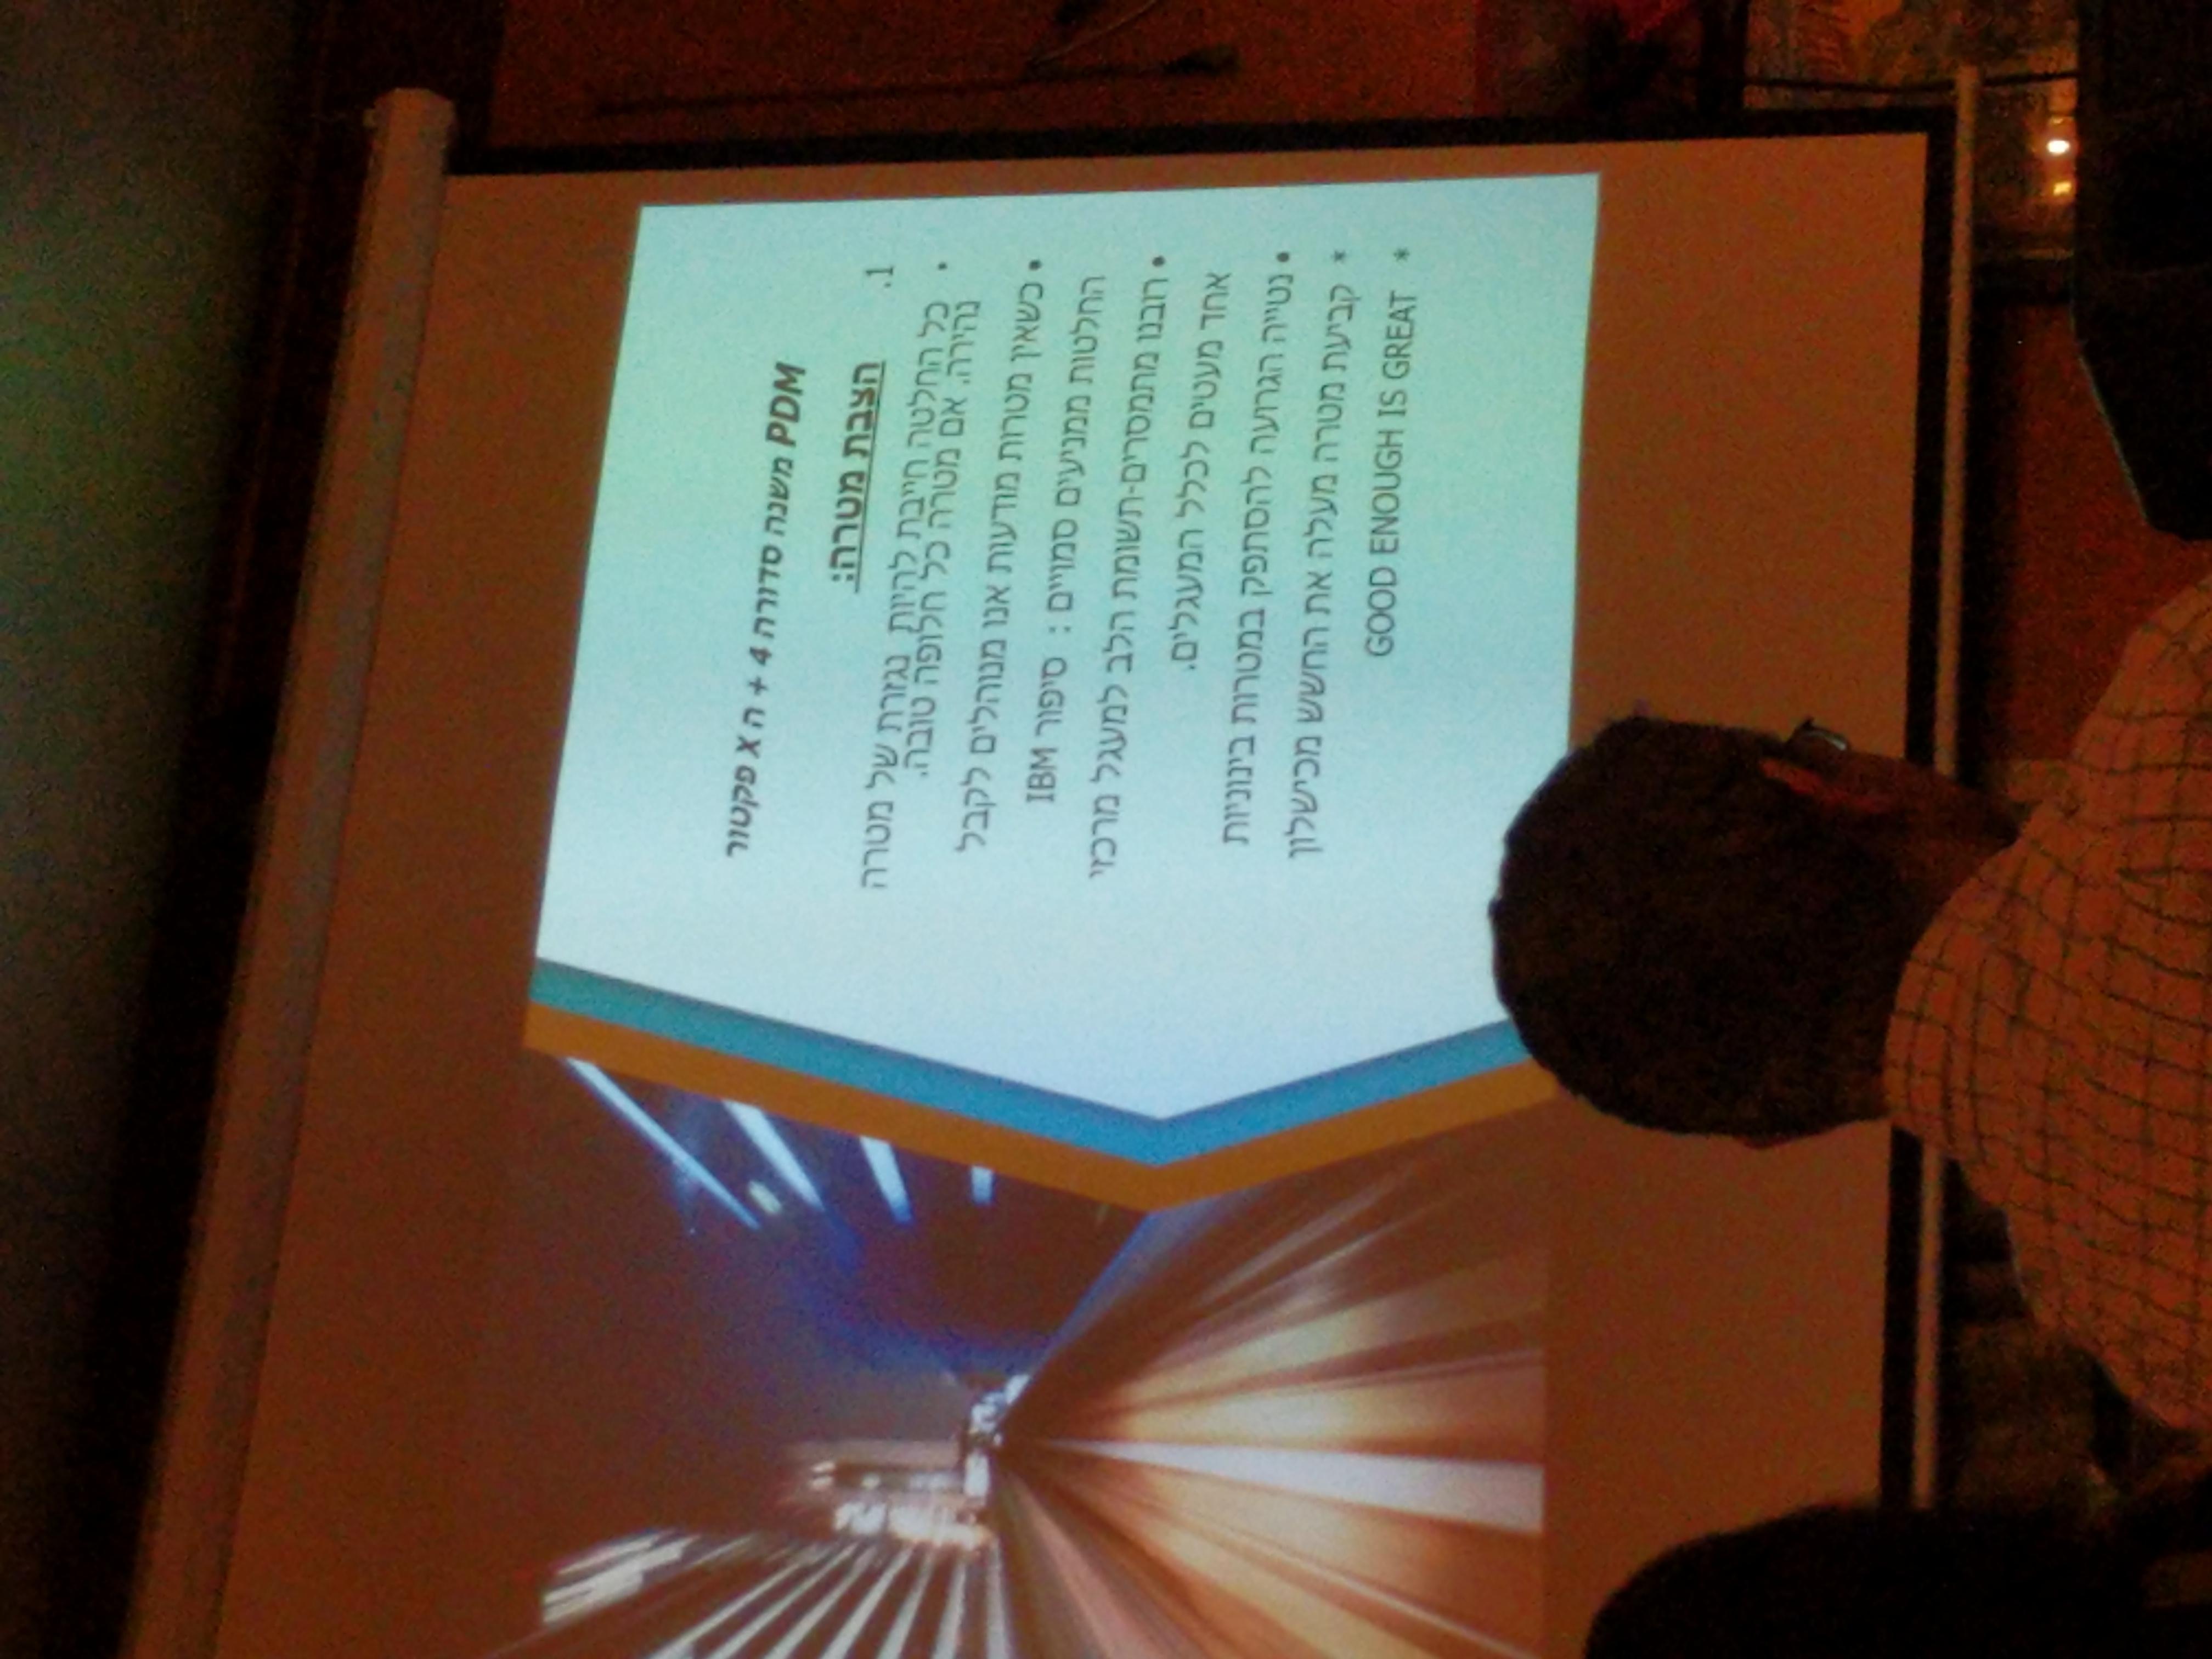 PDM משנה סדורה 4 + ה X פקטור
1. הצבת מטרה:
• כל החלטה חייבת להיות נגזרת של מטרה
נהירה. אם מטרה כל חלופה טובה.
• כשאין מטרות מודעות אנו מנוהלים לקבל
החלטות ממניעים סמויים : סיפור IBM
• רובנו מתמסרים-תשומת הלב למעגל מרכזי
אחד מעטים לכלל המעגלים.
• נטייה הגרועה להסתפק במטרות בינוניות
* קביעת מטרה מעלה את החשש מכישלון
* GOOD ENOUGH IS GREAT